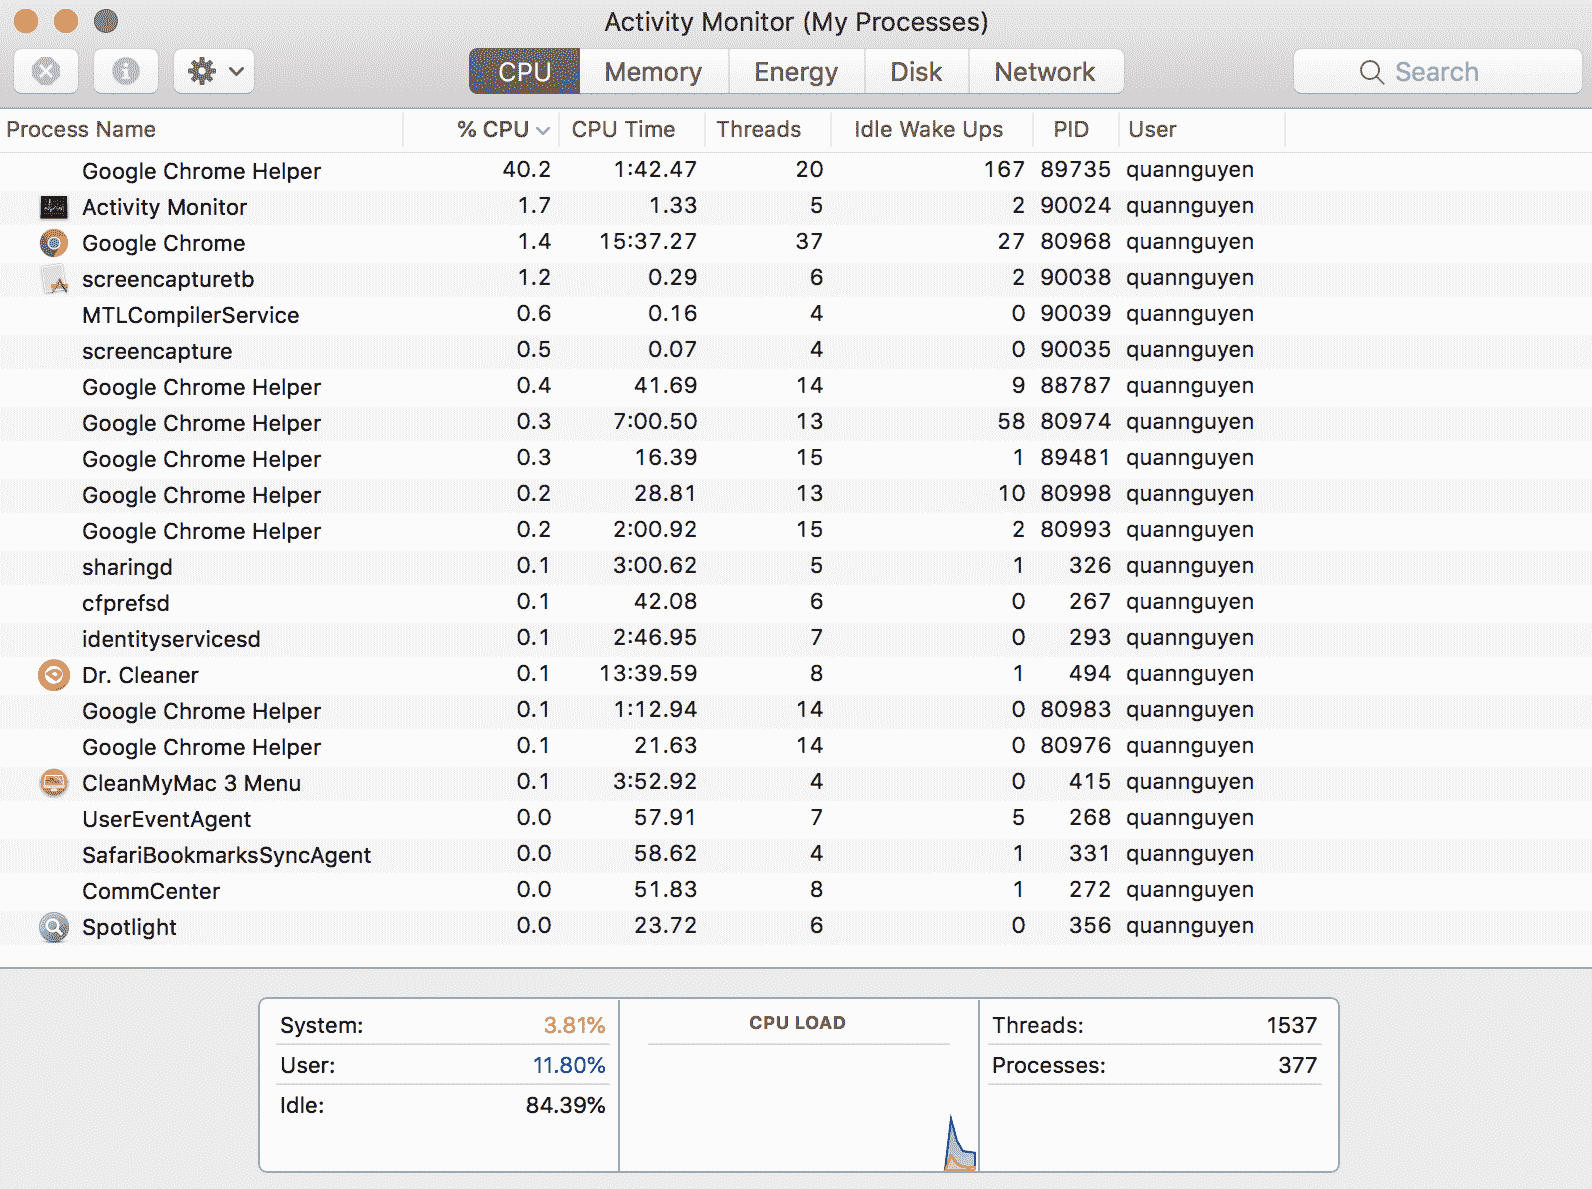 Activity Monitor (My Processes)
CPU Memory Energy Disk Network Search
Process Name % CPU CPU Time Threads Idle Wake Ups PID User
Google Chrome Helper 40.2 1:42.47 20 167 89735 quannguyen
Activity Monitor 1.7 1.33 5 2 90024 quannguyen
Google Chrome 1.4 15:37.27 37 27 80968 quannguyen
screencapturetb 1.2 0.29 6 2 90038 quannguyen
MTLCompilerService 0.6 0.16 4 0 90039 quannguyen
screencapture 0.5 0.07 4 0 90035 quannguyen
Google Chrome Helper 0.4 41.69 14 9 88787 quannguyen
Google Chrome Helper 0.3 7:00.50 13 58 80974 quannguyen
Google Chrome Helper 0.3 16.39 15 1 89481 quannguyen
Google Chrome Helper 0.2 28.81 13 10 80998 quannguyen
Google Chrome Helper 0.2 2:00.92 15 2 80993 quannguyen
sharingd 0.1 3:00.62 5 1 326 quannguyen
cfprefsd 0.1 42.08 6 0 267 quannguyen
identityservicesd 0.1 2:46.95 7 0 293 quannguyen
Dr. Cleaner 0.1 13:39.59 8 1 494 quannguyen
Google Chrome Helper 0.1 1:12.94 14 0 80983 quannguyen
Google Chrome Helper 0.1 21.63 14 0 80976 quannguyen
CleanMyMac 3 Menu 0.1 3:52.92 4 0 415 quannguyen
UserEventAgent 0.0 57.91 7 5 268 quannguyen
SafariBookmarksSyncAgent 0.0 58.62 4 1 331 quannguyen
CommCenter 0.0 51.83 8 1 272 quannguyen
Spotlight 0.0 23.72 6 0 356 quannguyen
System: 3.81% CPU LOAD Threads: 1537
User: 11.80% Processes: 377
Idle: 84.39%